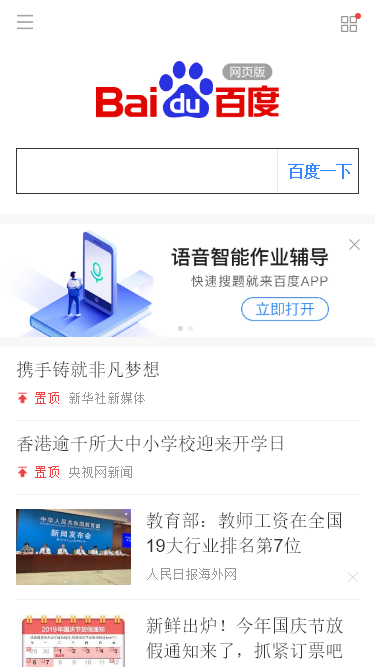 网页版
Bai du 百度
百度一下
语音智能作业辅导
快速搜题就来百度APP
立即打开
携手铸就非凡梦想
置顶 新华社新媒体
香港逾千所大中小学校迎来开学日
置顶 央视网新闻
中华人民共和国教育部
新闻发布会
教育部：教师工资在全国
19大行业排名第7位
人民日报海外网
2019年国庆节放假通知
新鲜出炉！今年国庆节放
假通知来了，抓紧订票吧